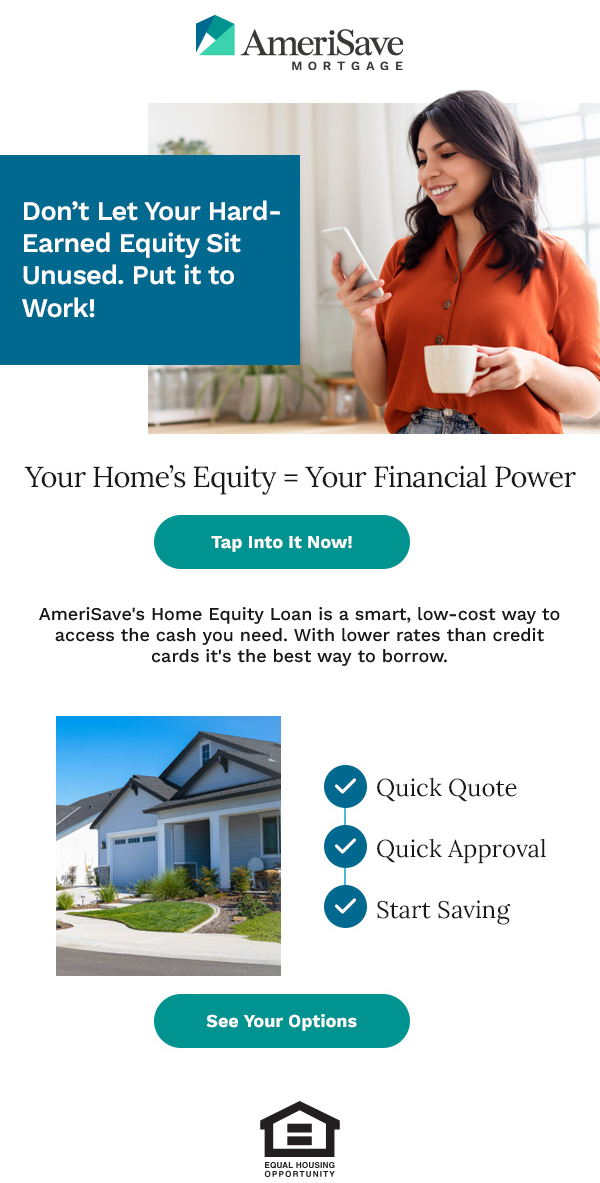 AmeriSave
MORTGAGE
Don’t Let Your Hard-
Earned Equity Sit
Unused. Put it to
Work!
Your Home’s Equity = Your Financial Power
Tap Into It Now!
AmeriSave's Home Equity Loan is a smart, low-cost way to
access the cash you need. With lower rates than credit
cards it's the best way to borrow.
Quick Quote
Quick Approval
Start Saving
See Your Options
EQUAL HOUSING
OPPORTUNITY